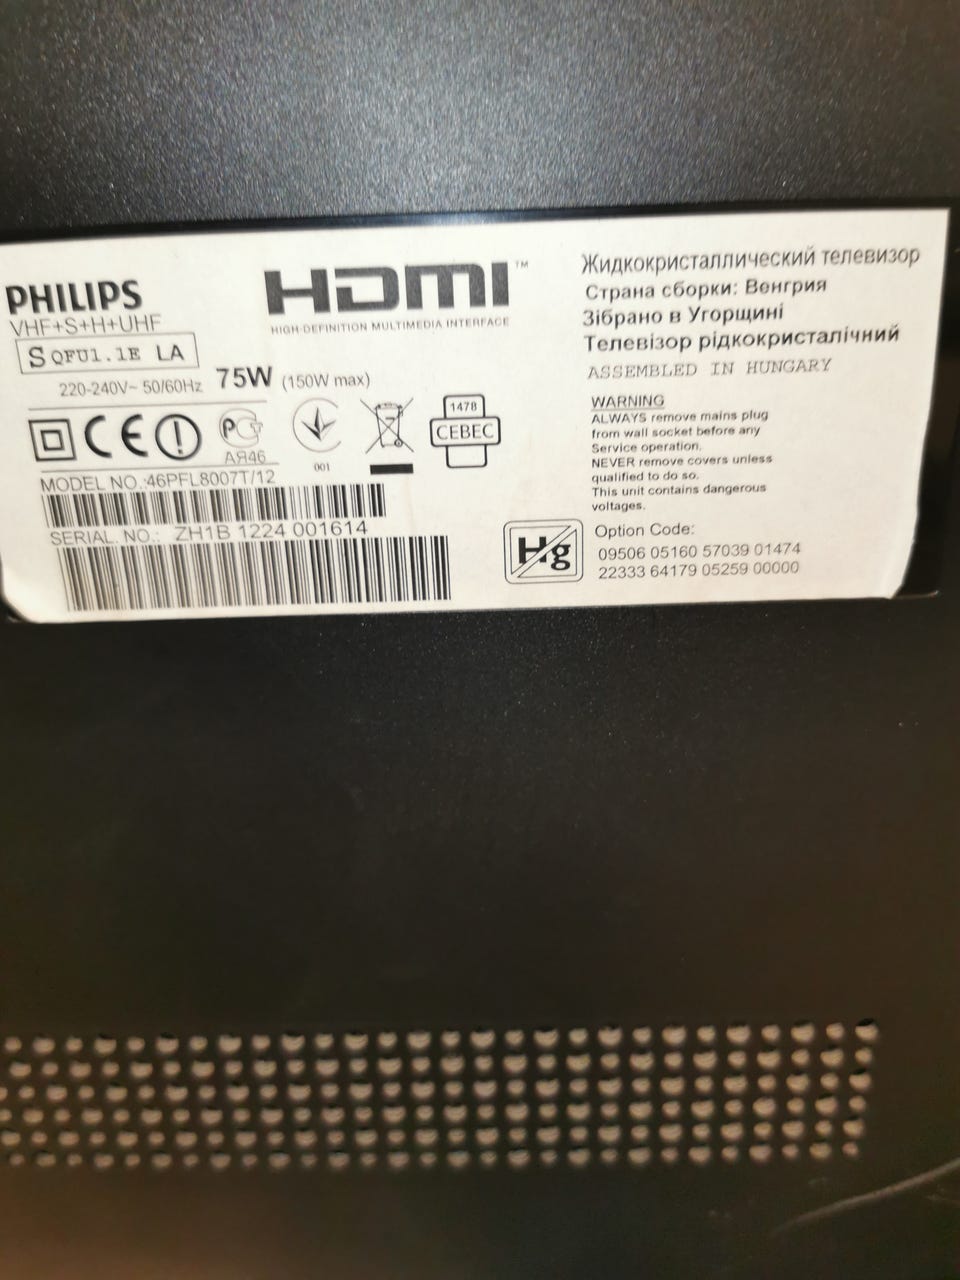 PHILIPS
VHF+S+H+UHF
S QFU1.1E LA
220-240V~ 50/60Hz 75W (150W max)
HDMI™
HIGH-DEFINITION MULTIMEDIA INTERFACE
АЯ46
001
1478
CEBEC
MODEL NO.:46PFL8007T/12
SERIAL. NO.: ZH1B 1224 001614
Жидкокристаллический телевизор
Страна сборки: Венгрия
Зібрано в Угорщині
Телевізор рідкокристалічний
ASSEMBLED IN HUNGARY
WARNING
ALWAYS remove mains plug
from wall socket before any
Service operation.
NEVER remove covers unless
qualified to do so.
This unit contains dangerous
voltages.
Hg
Option Code:
09506 05160 57039 01474
22333 64179 05259 00000